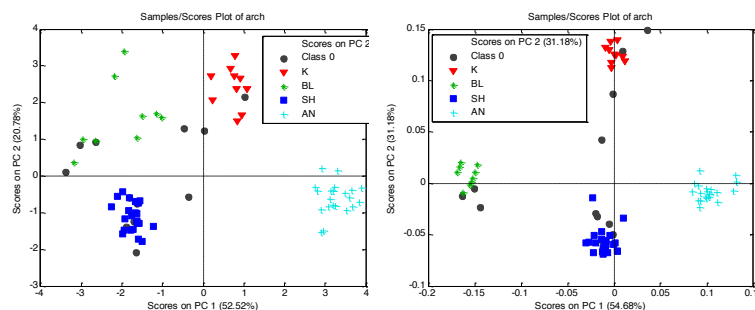 Samples/Scores Plot of arch
4
3
2
1
0
-1
-2
-3
-4 -3 -2 -1 0 1 2 3 4
Scores on PC 1 (52.52%)
Scores on PC 2 (20.78%)
Scores on PC 2
Class 0
K
BL
SH
AN
Samples/Scores Plot of arch
0.15
0.1
0.05
0
-0.05
-0.1
-0.2 -0.15 -0.1 -0.05 0 0.05 0.1 0.1
Scores on PC 1 (54.68%)
Scores on PC 2 (31.18%)
Scores on PC 2 (31.18%)
Class 0
K
BL
SH
AN